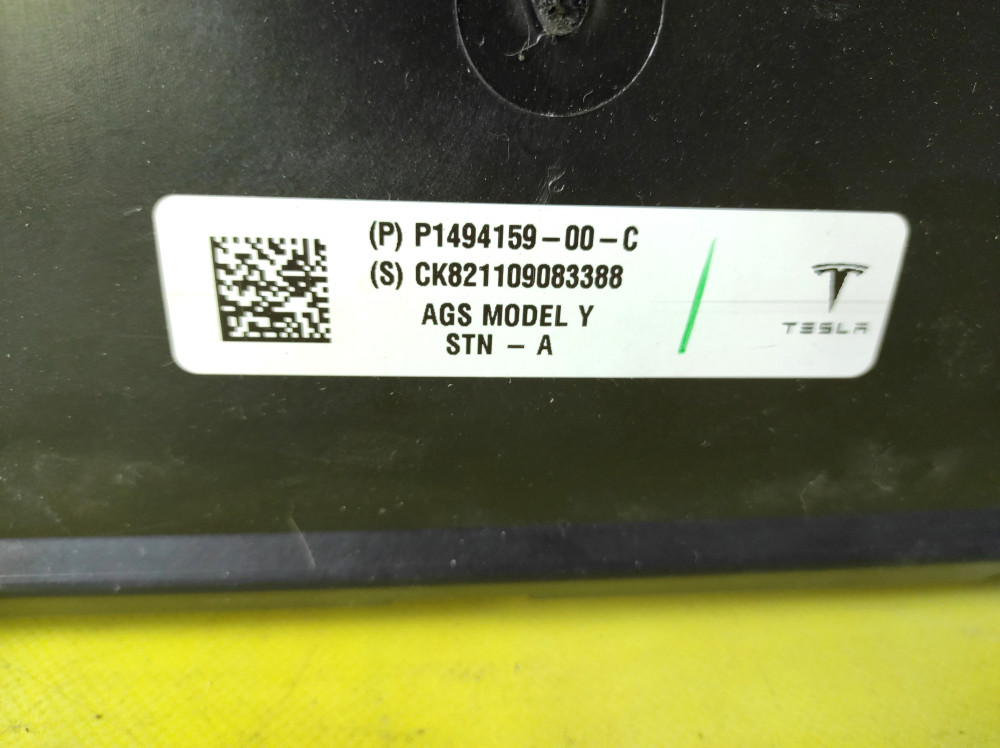 (P) P1494159-00-C
(S) CK821109083388
AGS MODEL Y
STN - A
TESLA